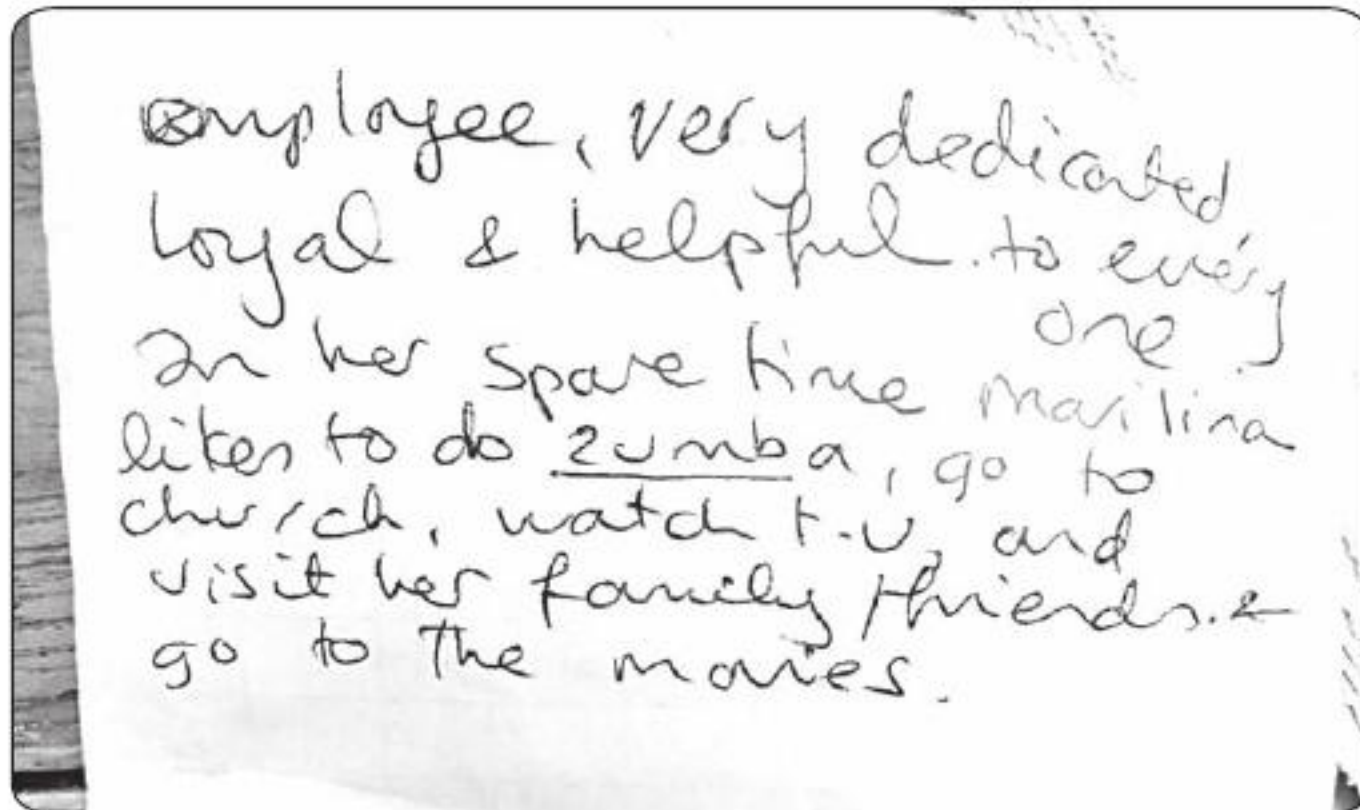 employee, very dedicated
loyal & helpful. to every
one
In her spare time Marilina
likes to do zumba, go to
church, watch t.v, and
visit her family /friends. &
go to the movies.